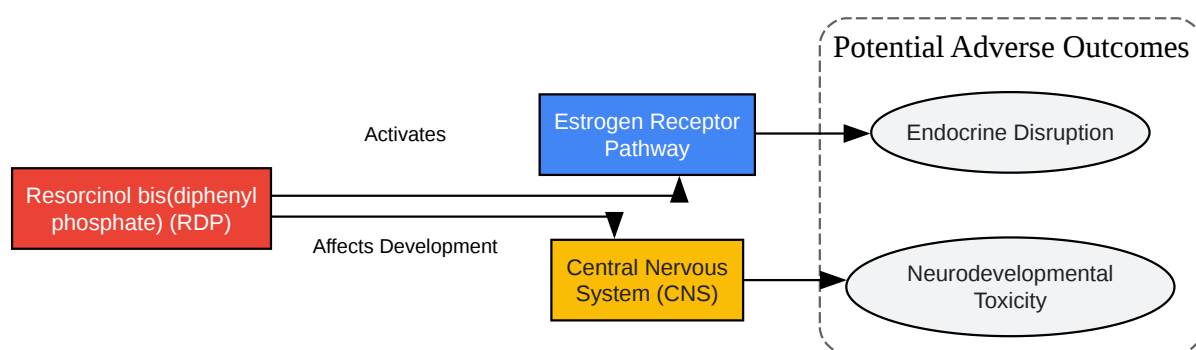 Potential Adverse Outcomes
Activates
Estrogen Receptor
Pathway
Endocrine Disruption
Resorcinol bis(diphenyl
phosphate) (RDP)
Affects Development
Central Nervous
System (CNS)
Neurodevelopmental
Toxicity